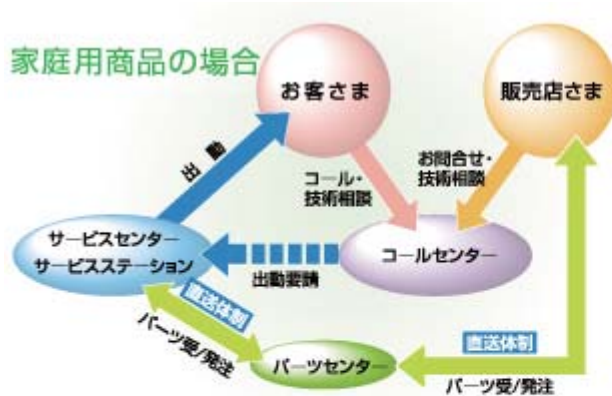 家庭用商品の場合
お客さま
販売店さま
出動
コール・
技術相談
お問合せ・
技術相談
サービスセンター
サービスステーション
出動要請
コールセンター
直送体制
パーツ受/発注
パーツセンター
直送体制
パーツ受/発注